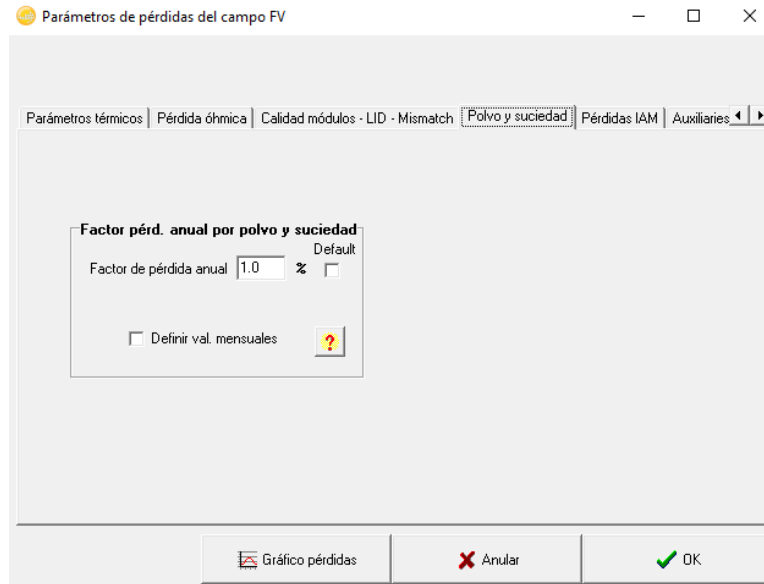 Parámetros de pérdidas del campo FV
Parámetros térmicos Pérdida óhmica Calidad módulos - LID - Mismatch Polvo y suciedad Pérdidas IAM Auxiliaries
Factor pérd. anual por polvo y suciedad
Default
Factor de pérdida anual 1.0 %
Definir val. mensuales ?
Gráfico pérdidas Anular OK